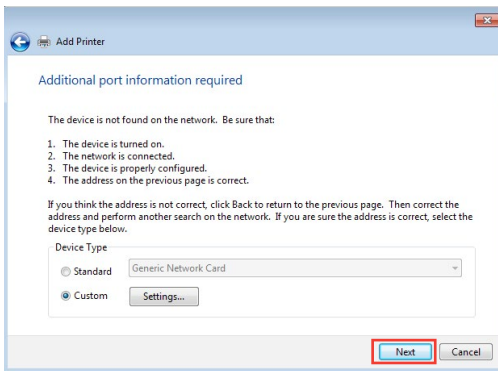 Add Printer
Additional port information required
The device is not found on the network. Be sure that:
1. The device is turned on.
2. The network is connected.
3. The device is properly configured.
4. The address on the previous page is correct.
If you think the address is not correct, click Back to return to the previous page. Then correct the
address and perform another search on the network. If you are sure the address is correct, select the
device type below.
Device Type
Standard Generic Network Card
Custom Settings...
Next Cancel